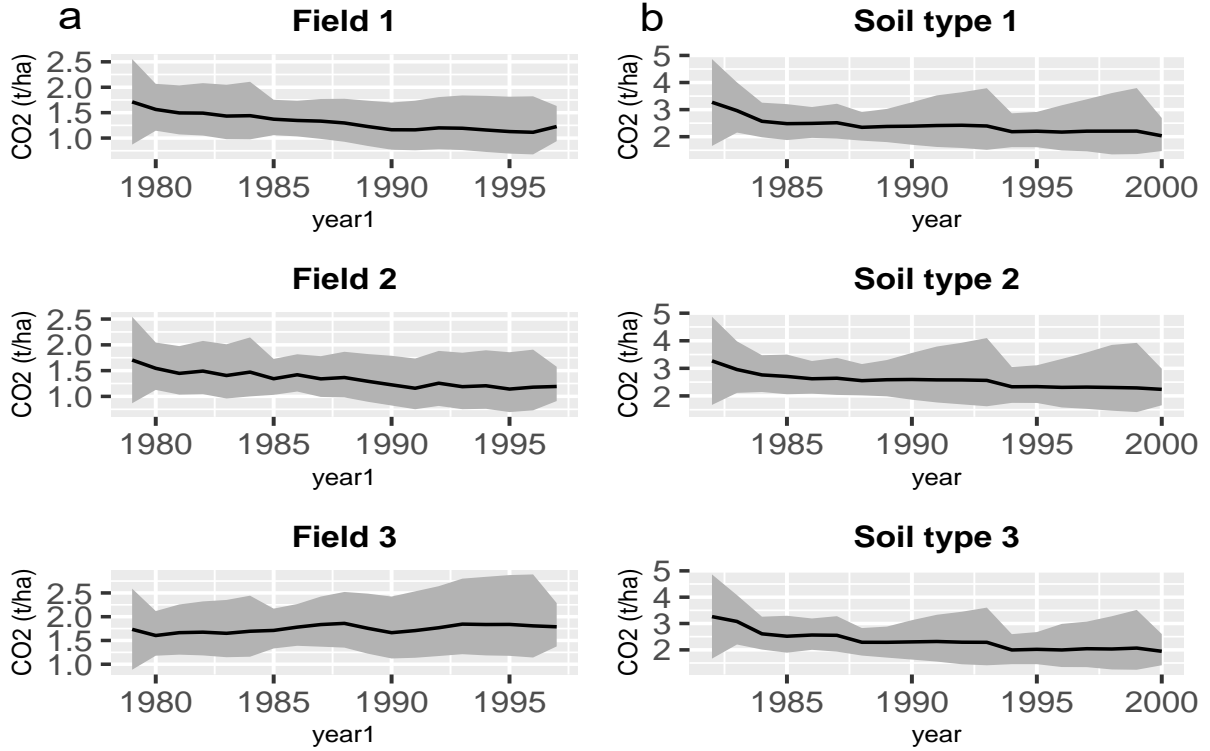 a
Field 1
CO2 (t/ha)
2.5
2.0
1.5
1.0
1980 1985 1990 1995
year1
Field 2
CO2 (t/ha)
2.5
2.0
1.5
1.0
1980 1985 1990 1995
year1
Field 3
CO2 (t/ha)
2.5
2.0
1.5
1.0
1980 1985 1990 1995
year1
b
Soil type 1
CO2 (t/ha)
5
4
3
2
1985 1990 1995 2000
year
Soil type 2
CO2 (t/ha)
5
4
3
2
1985 1990 1995 2000
year
Soil type 3
CO2 (t/ha)
5
4
3
2
1985 1990 1995 2000
year